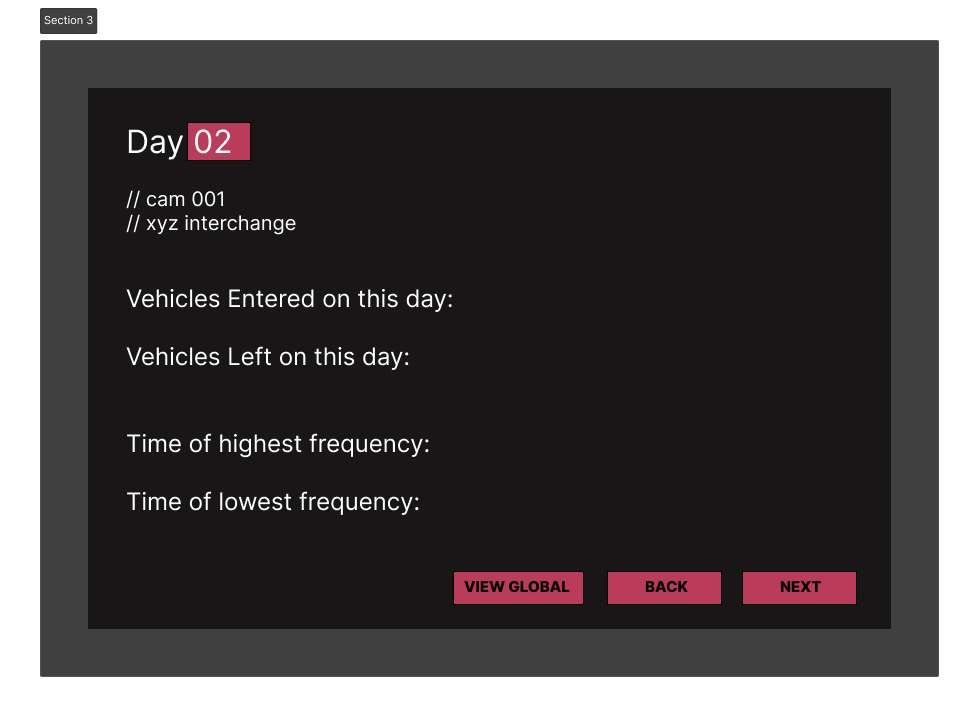 Section 3
Day 02
// cam 001
// xyz interchange
Vehicles Entered on this day:
Vehicles Left on this day:
Time of highest frequency:
Time of lowest frequency:
VIEW GLOBAL BACK NEXT